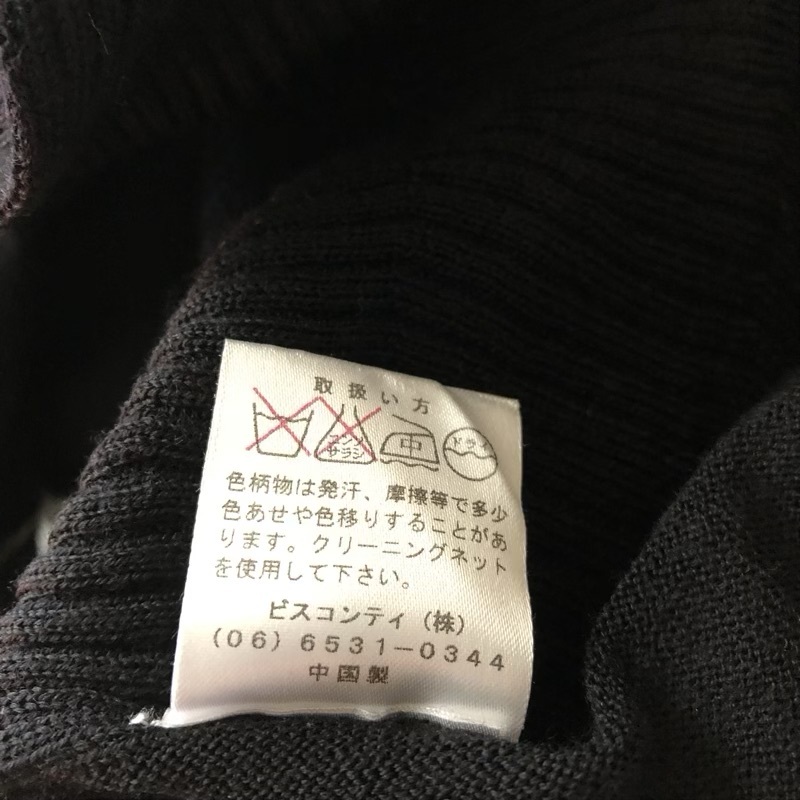 取扱い方
エンソ
サラシ
中
ドライ
色柄物は発汗、摩擦等で多少
色あせや色移りすることがあ
ります。クリーニングネット
を使用して下さい。
ビスコンティ(株)
(06)6531-0344
中国製